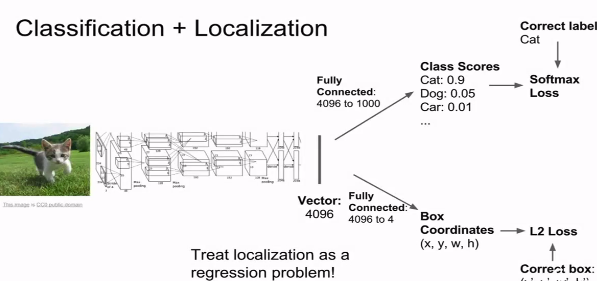 Classification + Localization
Correct label
Cat
Class Scores
Cat: 0.9
Dog: 0.05
Car: 0.01
...
Softmax
Loss
Fully
Connected:
4096 to 1000
This image is CC0 public domain
Vector:
4096
Fully
Connected:
4096 to 4
Box
Coordinates
(x, y, w, h)
L2 Loss
Correct box:
Treat localization as a
regression problem!